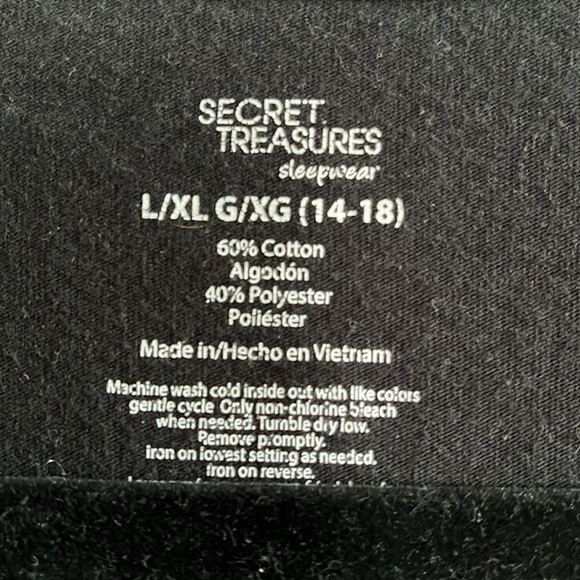 SECRET
TREASURES
sleepwear
L/XL G/XG (14-18)
60% Cotton
Algodón
40% Polyester
Poliéster
Made in/Hecho en Vietnam
Machine wash cold inside out with like colors
gentle cycle Only non-chlorine bleach
when needed. Tumble dry low.
Remove promptly.
iron on lowest setting as needed.
iron on reverse.